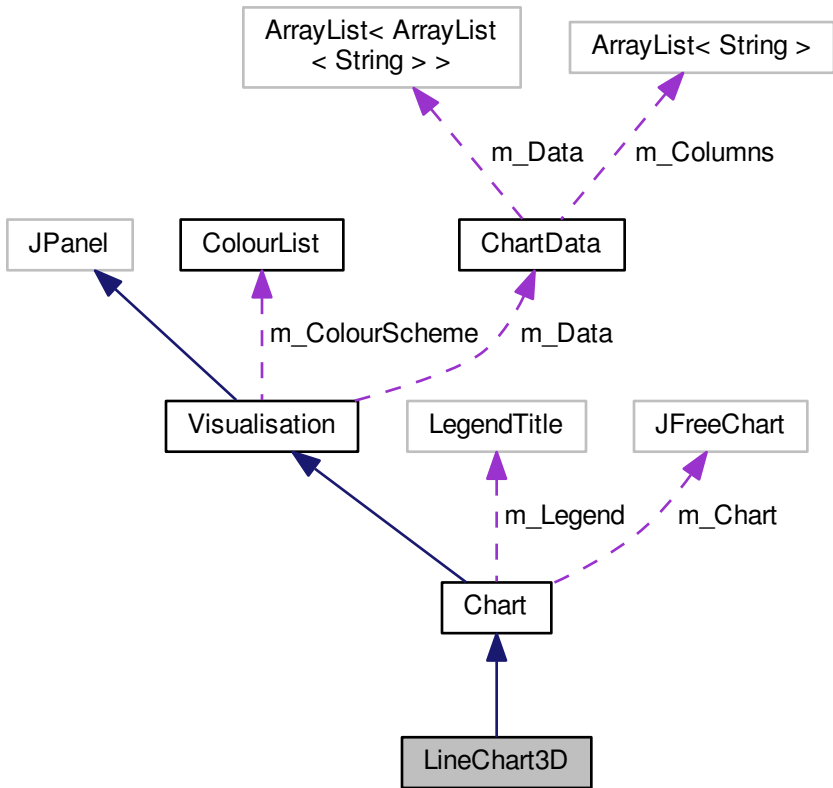 ArrayList< ArrayList
< String > >
ArrayList< String >
m_Data
m_Columns
JPanel
ColourList
ChartData
m_ColourScheme
m_Data
Visualisation
LegendTitle
JFreeChart
m_Legend
m_Chart
Chart
LineChart3D